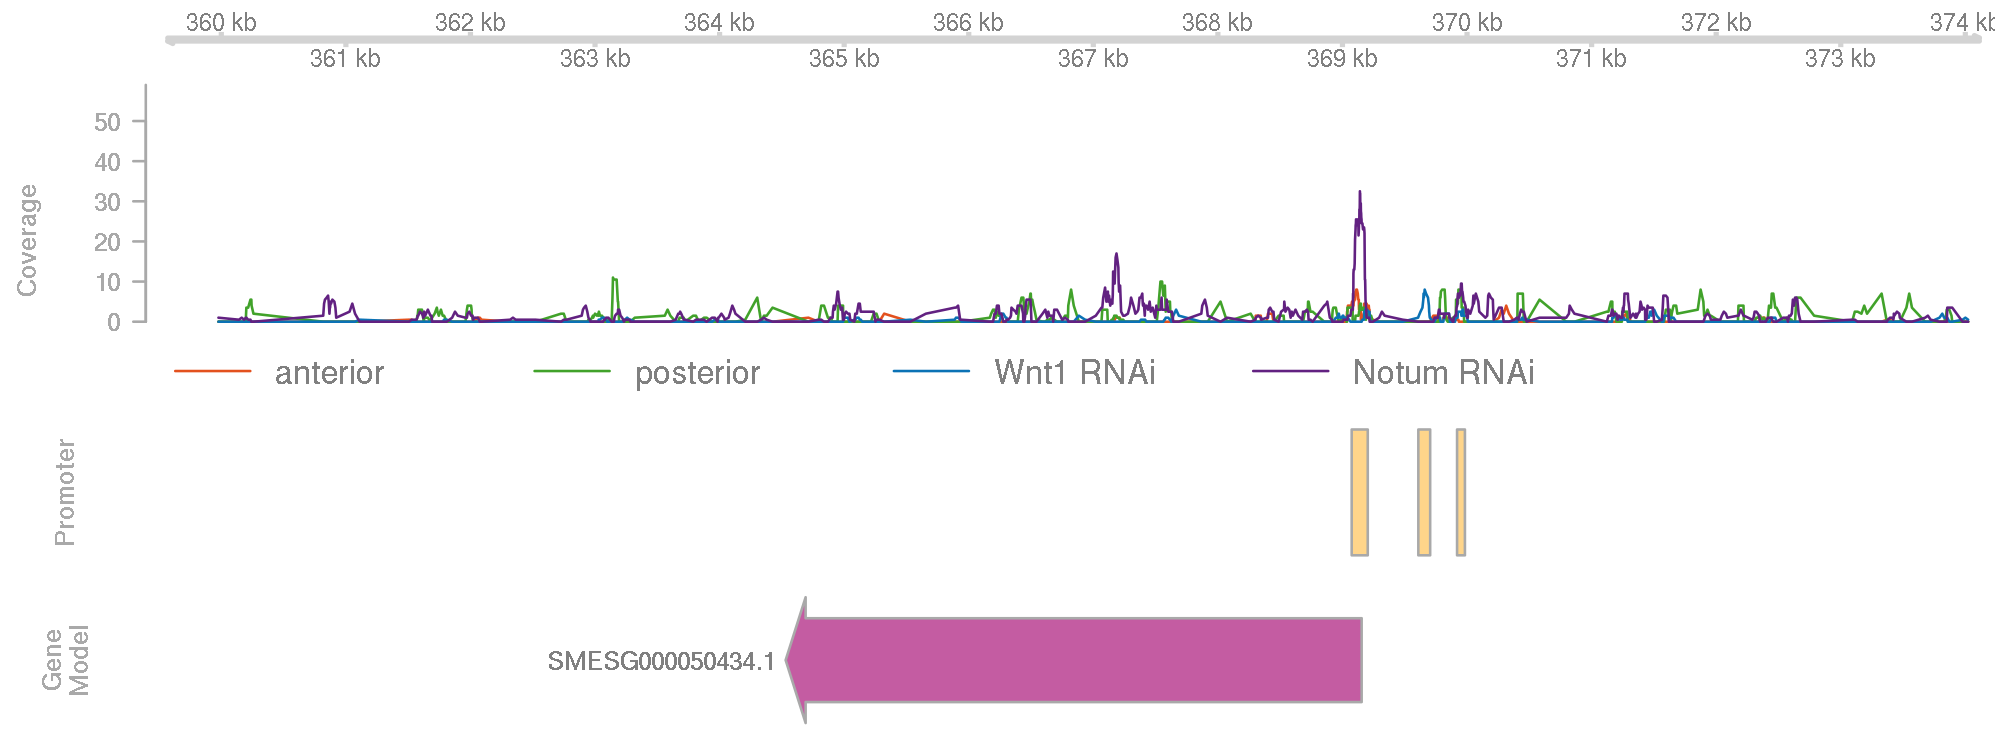 360 kb 362 kb 364 kb 366 kb 368 kb 370 kb 372 kb 374 kb
361 kb 363 kb 365 kb 367 kb 369 kb 371 kb 373 kb
Coverage
50
40
30
20
10
0
anterior posterior Wnt1 RNAi Notum RNAi
Promoter
Gene
Model
SMESG000050434.1